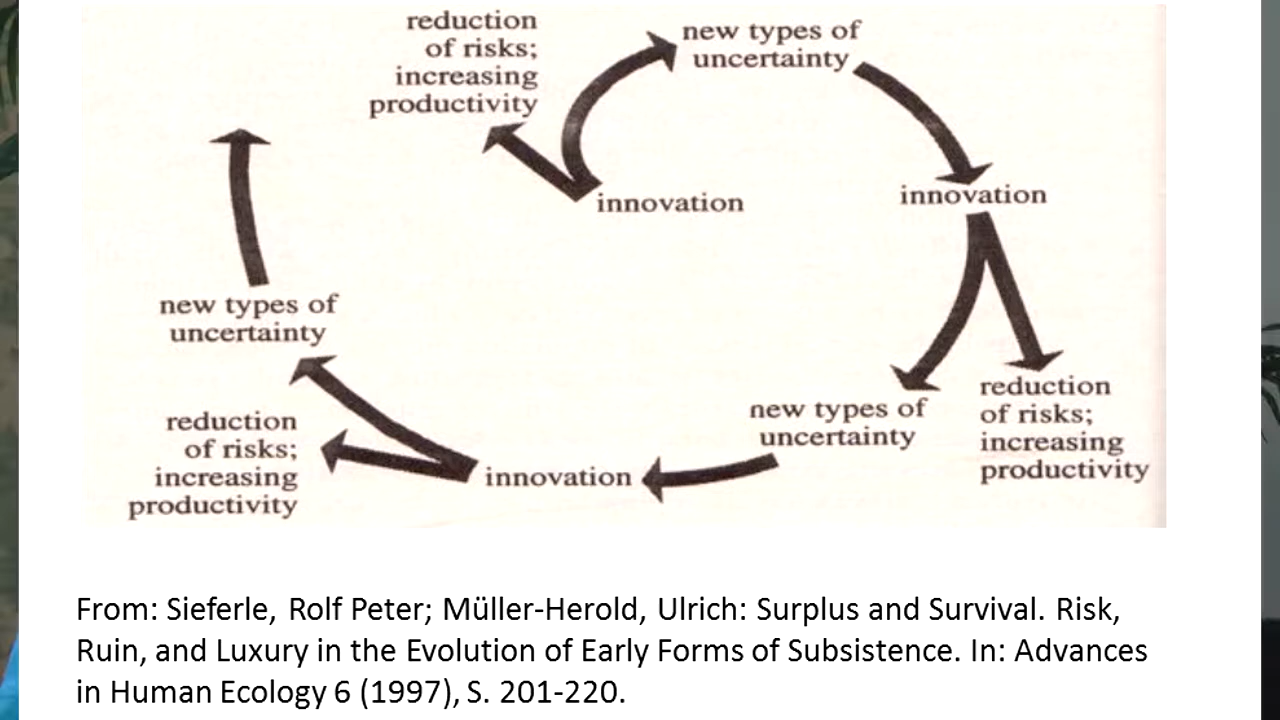 reduction
of risks;
increasing
productivity
new types of
uncertainty
innovation
innovation
new types of
uncertainty
reduction
of risks;
increasing
productivity
innovation
new types of
uncertainty
reduction
of risks;
increasing
productivity
From: Sieferle, Rolf Peter; Müller-Herold, Ulrich: Surplus and Survival. Risk,
Ruin, and Luxury in the Evolution of Early Forms of Subsistence. In: Advances
in Human Ecology 6 (1997), S. 201-220.